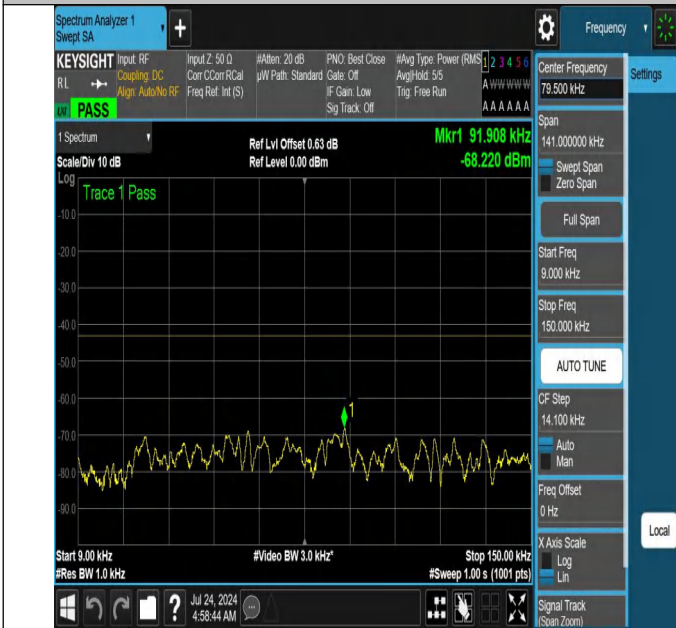 Spectrum Analyzer 1
Swept SA
+
Frequency
KEYSIGHT
RL
PASS
Input: RF
Coupling: DC
Align: Auto/No RF
Input Z: 50 Ω
Corr CCorr RCal
Freq Ref: Int (S)
#Atten: 20 dB
µW Path: Standard
PNO: Best Close
Gate: Off
IF Gain: Low
Sig Track: Off
#Avg Type: Power (RMS
Avg|Hold: 5/5
Trig: Free Run
1 2 3 4 5 6
A W W W W W
A A A A A A
1 Spectrum
Scale/Div 10 dB
Log
Ref Lvl Offset 0.63 dB
Ref Level 0.00 dBm
Mkr1 91.908 kHz
-68.220 dBm
Trace 1 Pass
-10.0
-20.0
-30.0
-40.0
-50.0
-60.0
-70.0
-80.0
-90.0
1
Start 9.00 kHz
#Res BW 1.0 kHz
#Video BW 3.0 kHz*
Stop 150.00 kHz
#Sweep 1.00 s (1001 pts)
Center Frequency
79.500 kHz
Settings
Span
141.000000 kHz
Swept Span
Zero Span
Full Span
Start Freq
9.000 kHz
Stop Freq
150.000 kHz
AUTO TUNE
CF Step
14.100 kHz
Auto
Man
Freq Offset
0 Hz
X Axis Scale
Log
Lin
Local
Signal Track
(Span Zoom)
?
Jul 24, 2024
4:58:44 AM